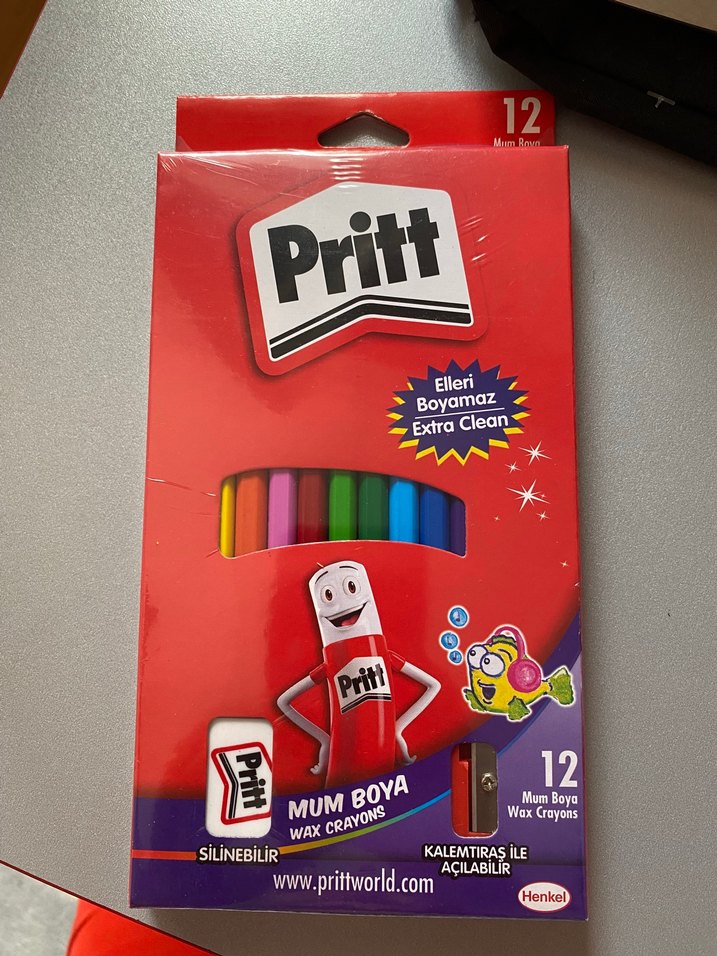 12
Mum Boya
Pritt
Elleri
Boyamaz
Extra Clean
Pritt
Pritt
MUM BOYA
WAX CRAYONS
12
Mum Boya
Wax Crayons
SİLİNEBİLİR
KALEMTIRAŞ İLE
AÇILABİLİR
www.prittworld.com
Henkel